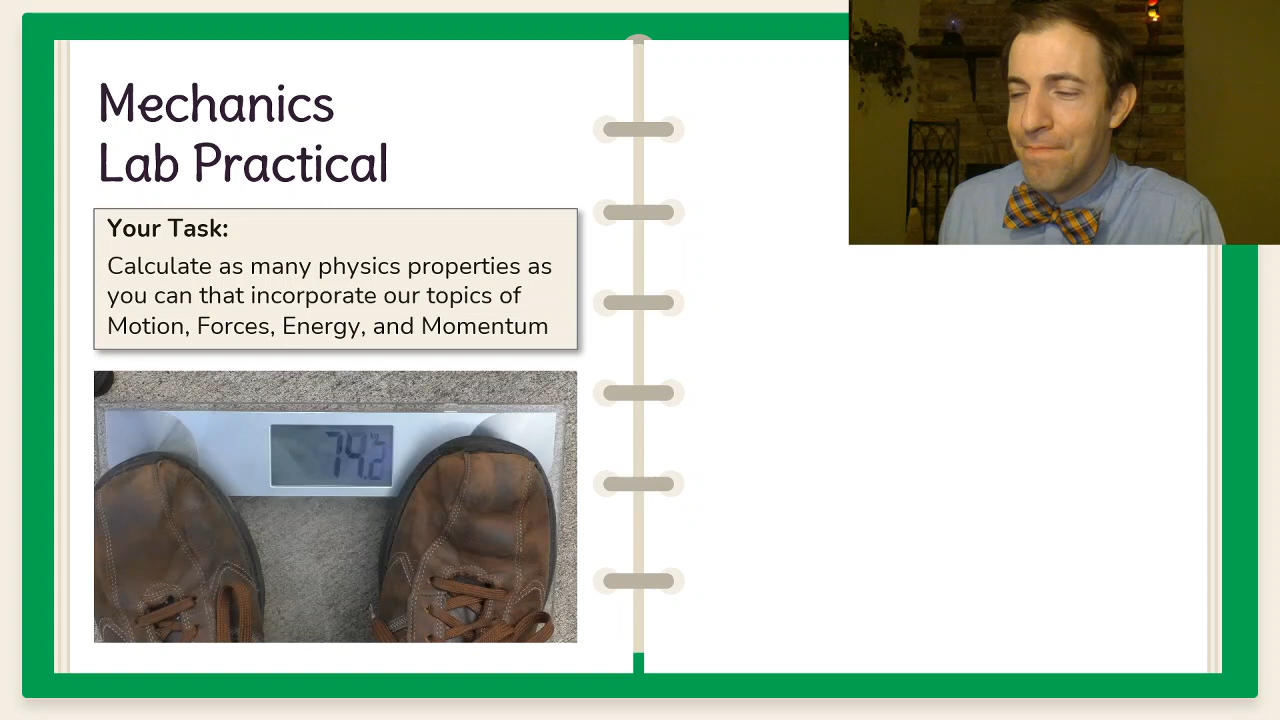 Mechanics
Lab Practical
Your Task:
Calculate as many physics properties as
you can that incorporate our topics of
Motion, Forces, Energy, and Momentum
74.2